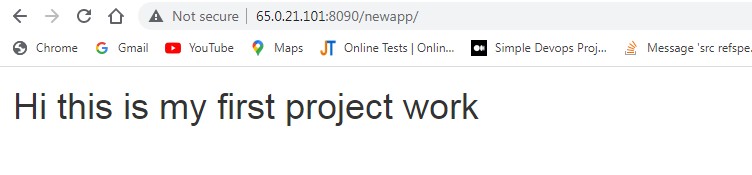 Not secure | 65.0.21.101:8090/newapp/
Chrome Gmail YouTube Maps Online Tests | Onlin... Simple Devops Proj... Message 'src refspe.
Hi this is my first project work